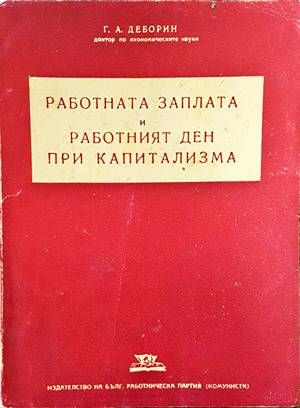 Г. А. ДЕБОРИН
доктор по икономическите науки
РАБОТНАТА ЗАПЛАТА
и
РАБОТНИЯТ ДЕН
ПРИ КАПИТАЛИЗМА
ИЗДАТЕЛСТВО НА БЪЛГ. РАБОТНИЧЕСКА ПАРТИЯ (КОМУНИСТИ)